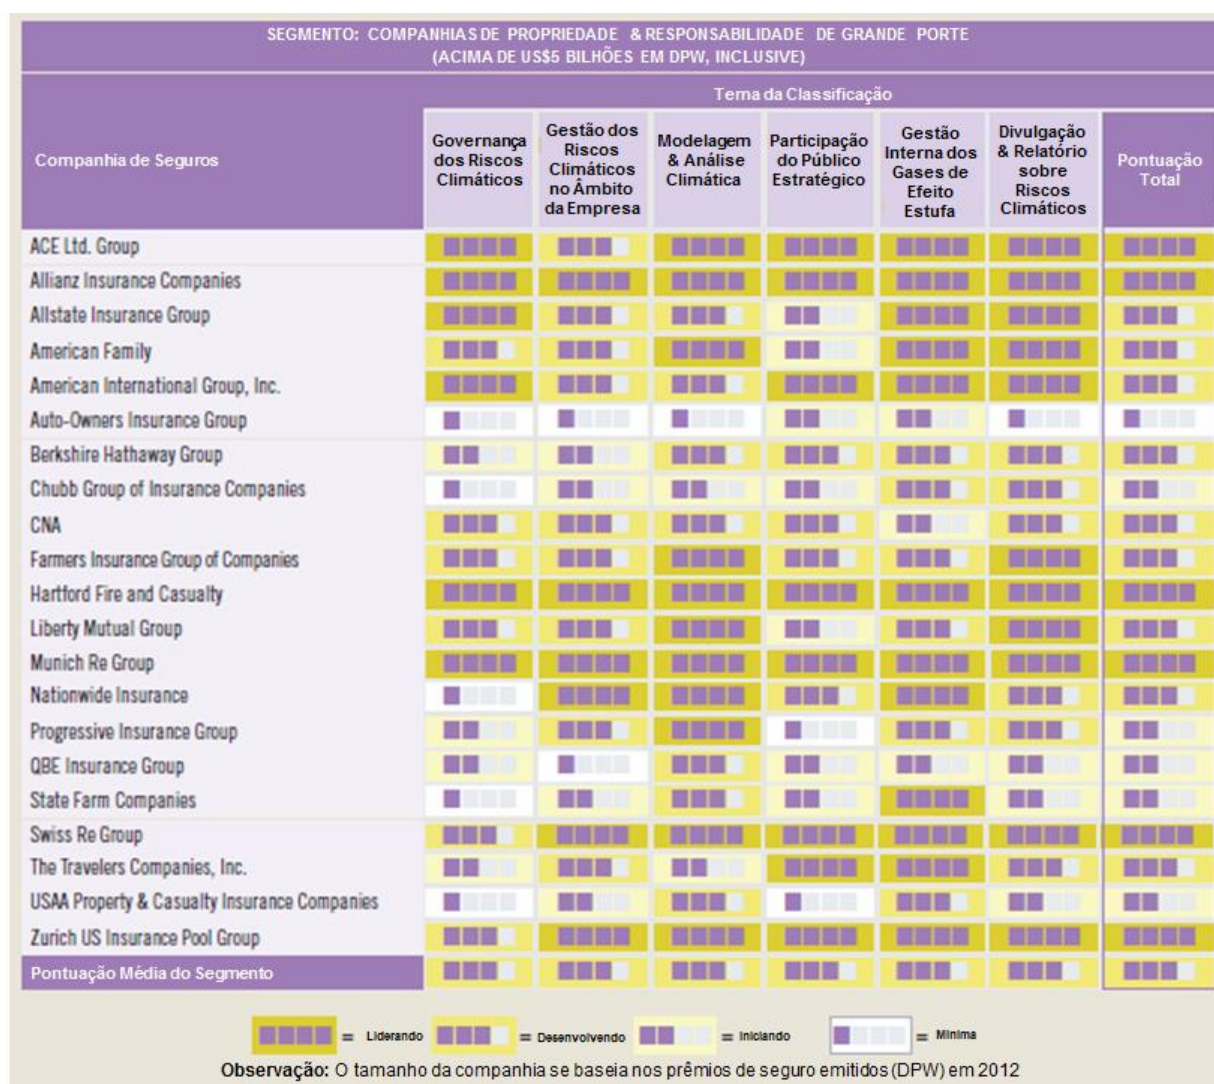 SEGMENTO: COMPANHIAS DE PROPRIEDADE & RESPONSABILIDADE DE GRANDE PORTE
(ACIMA DE US$5 BILHÕES EM DPW, INCLUSIVE)
Tema da Classificação
Companhia de Seguros
Governança
dos Riscos
Climáticos
Gestão dos
Riscos
Climáticos
no Âmbito
da Empresa
Modelagem
& Análise
Climática
Participação
do Público
Estratégico
Gestão
Interna dos
Gases de
Efeito
Estufa
Divulgação
& Relatório
sobre
Riscos
Climáticos
Pontuação
Total
ACE Ltd. Group
Allianz Insurance Companies
Allstate Insurance Group
American Family
American International Group, Inc.
Auto-Owners Insurance Group
Berkshire Hathaway Group
Chubb Group of Insurance Companies
CNA
Farmers Insurance Group of Companies
Hartford Fire and Casualty
Liberty Mutual Group
Munich Re Group
Nationwide Insurance
Progressive Insurance Group
QBE Insurance Group
State Farm Companies
Swiss Re Group
The Travelers Companies, Inc.
USAA Property & Casualty Insurance Companies
Zurich US Insurance Pool Group
Pontuação Média do Segmento
= Liderando
= Desenvolvendo
= Iniciando
= Mínima
Observação: O tamanho da companhia se baseia nos prêmios de seguro emitidos (DPW) em 2012